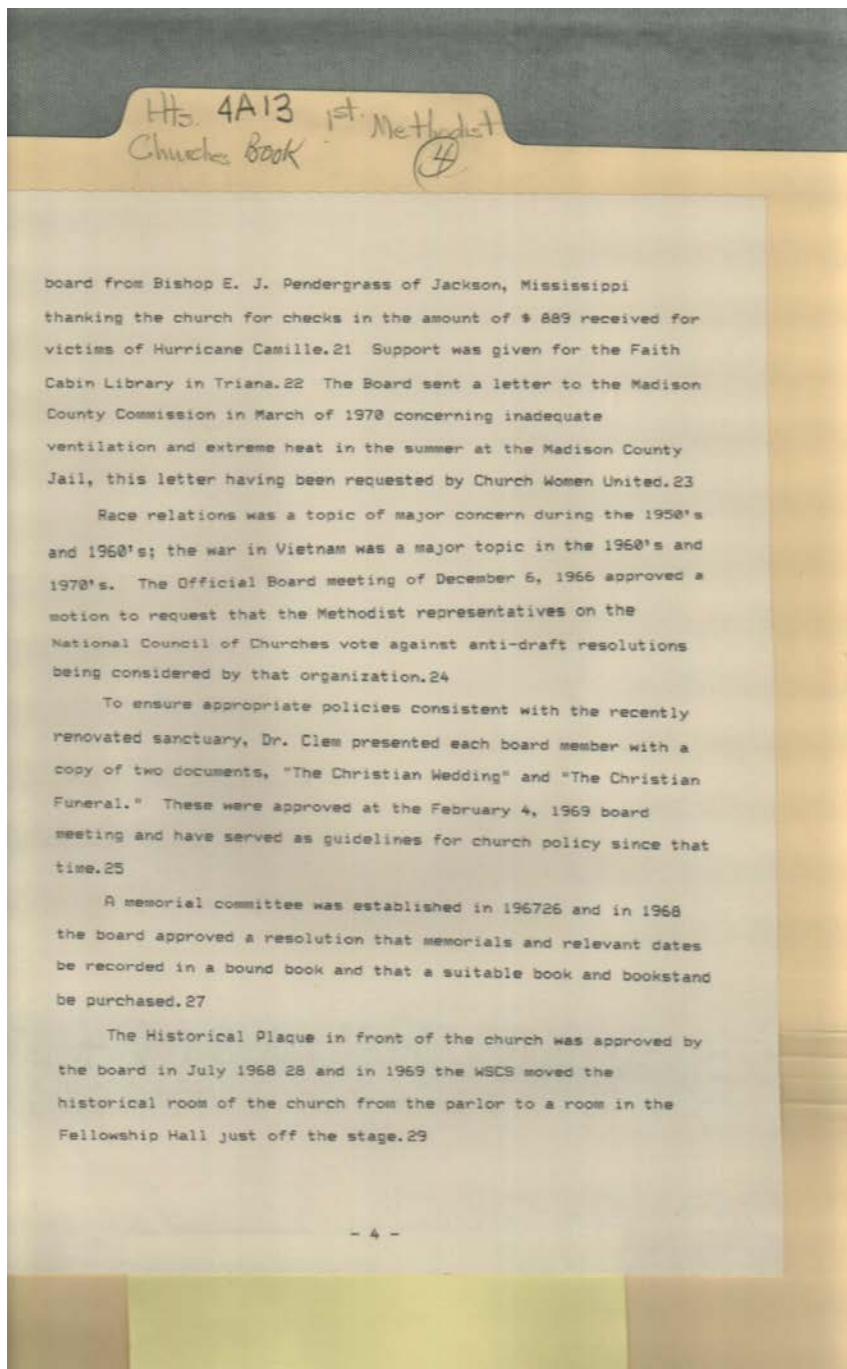 Hts. 4A13 1st. Methodist
Churches Book
4
board from Bishop E. J. Pendergrass of Jackson, Mississippi
thanking the church for checks in the amount of $ 889 received for
victims of Hurricane Camille.21 Support was given for the Faith
Cabin Library in Triana.22 The Board sent a letter to the Madison
County Commission in March of 1970 concerning inadequate
ventilation and extreme heat in the summer at the Madison County
Jail, this letter having been requested by Church Women United.23
Race relations was a topic of major concern during the 1950's
and 1960's; the war in Vietnam was a major topic in the 1960's and
1970's. The Official Board meeting of December 6, 1966 approved a
motion to request that the Methodist representatives on the
National Council of Churches vote against anti-draft resolutions
being considered by that organization.24
To ensure appropriate policies consistent with the recently
renovated sanctuary, Dr. Clem presented each board member with a
copy of two documents, "The Christian Wedding" and "The Christian
Funeral." These were approved at the February 4, 1969 board
meeting and have served as guidelines for church policy since that
time.25
A memorial committee was established in 196726 and in 1968
the board approved a resolution that memorials and relevant dates
be recorded in a bound book and that a suitable book and bookstand
be purchased.27
The Historical Plaque in front of the church was approved by
the board in July 1968 28 and in 1969 the WSCS moved the
historical room of the church from the parlor to a room in the
Fellowship Hall just off the stage.29
- 4 -